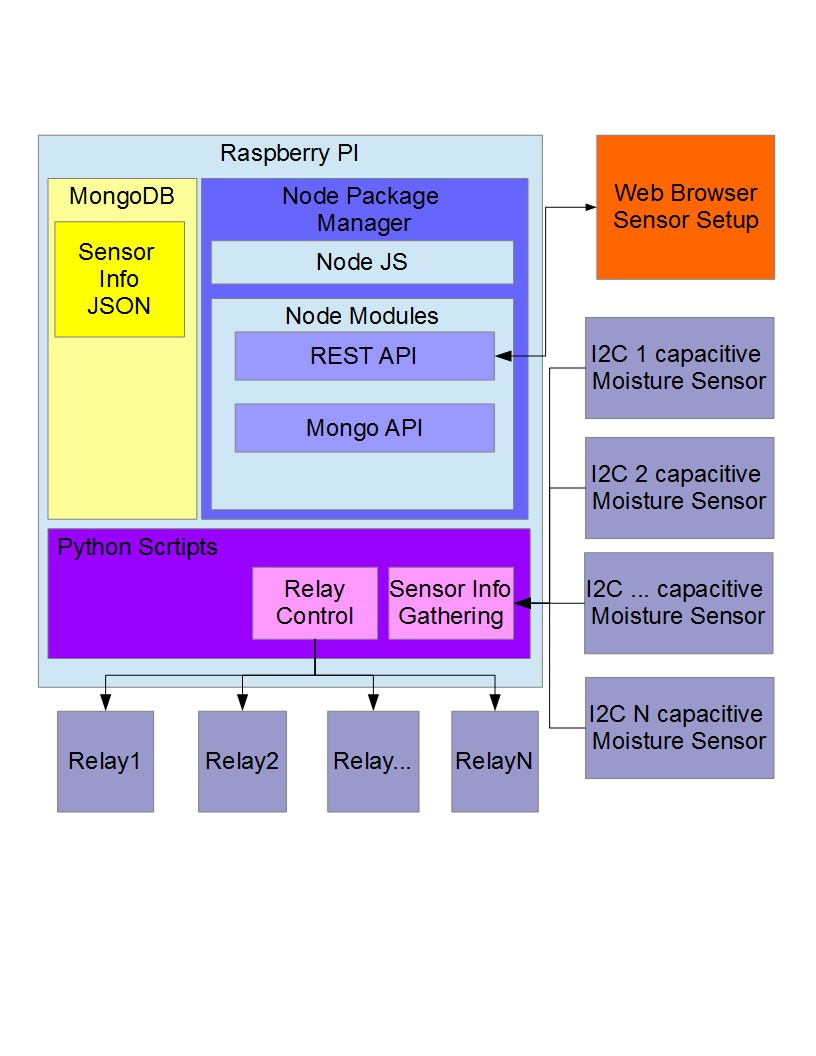 Raspberry PI
MongoDB
Sensor
Info
JSON
Node Package
Manager
Node JS
Node Modules
REST API
Mongo API
Python Scrtipts
Relay
Control
Sensor Info
Gathering
Web Browser
Sensor Setup
I2C 1 capacitive
Moisture Sensor
I2C 2 capacitive
Moisture Sensor
I2C ... capacitive
Moisture Sensor
I2C N capacitive
Moisture Sensor
Relay1
Relay2
Relay...
RelayN